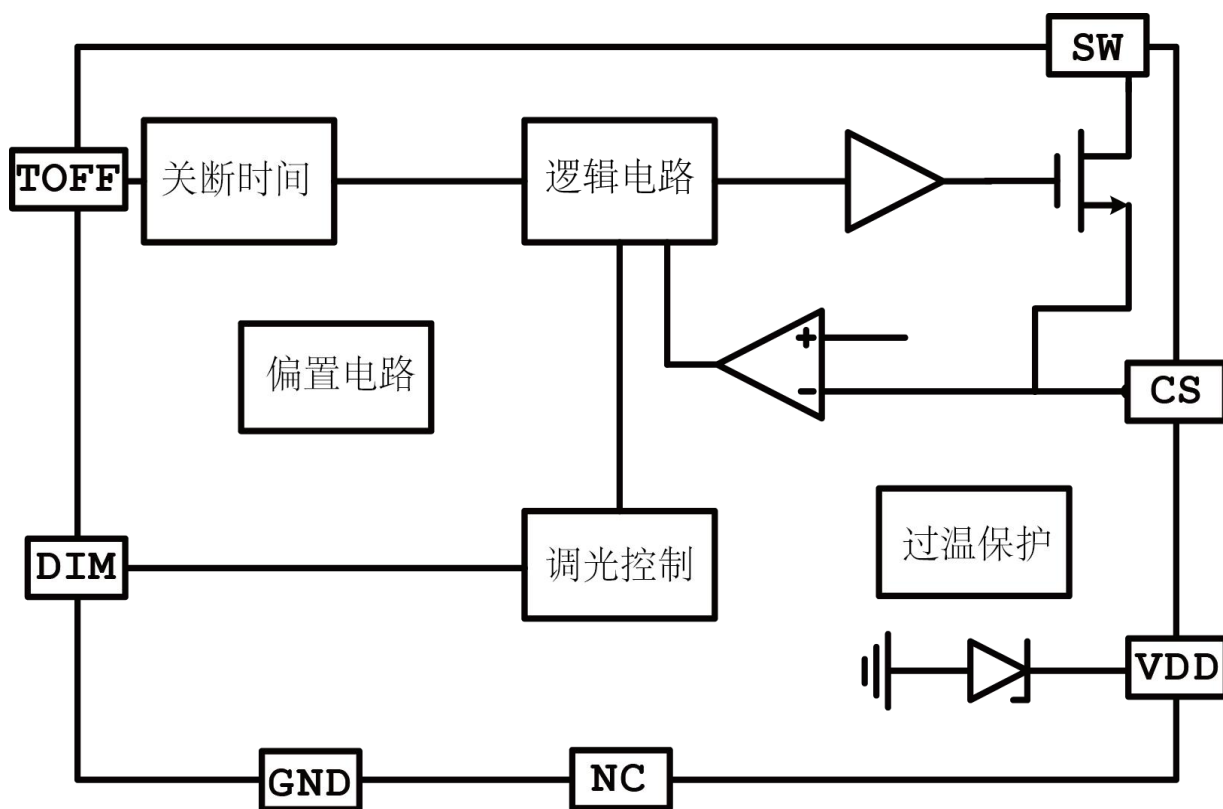 SW
TOFF
关断时间
逻辑电路
+
偏置电路
-
CS
DIM
调光控制
过温保护
VDD
GND
NC